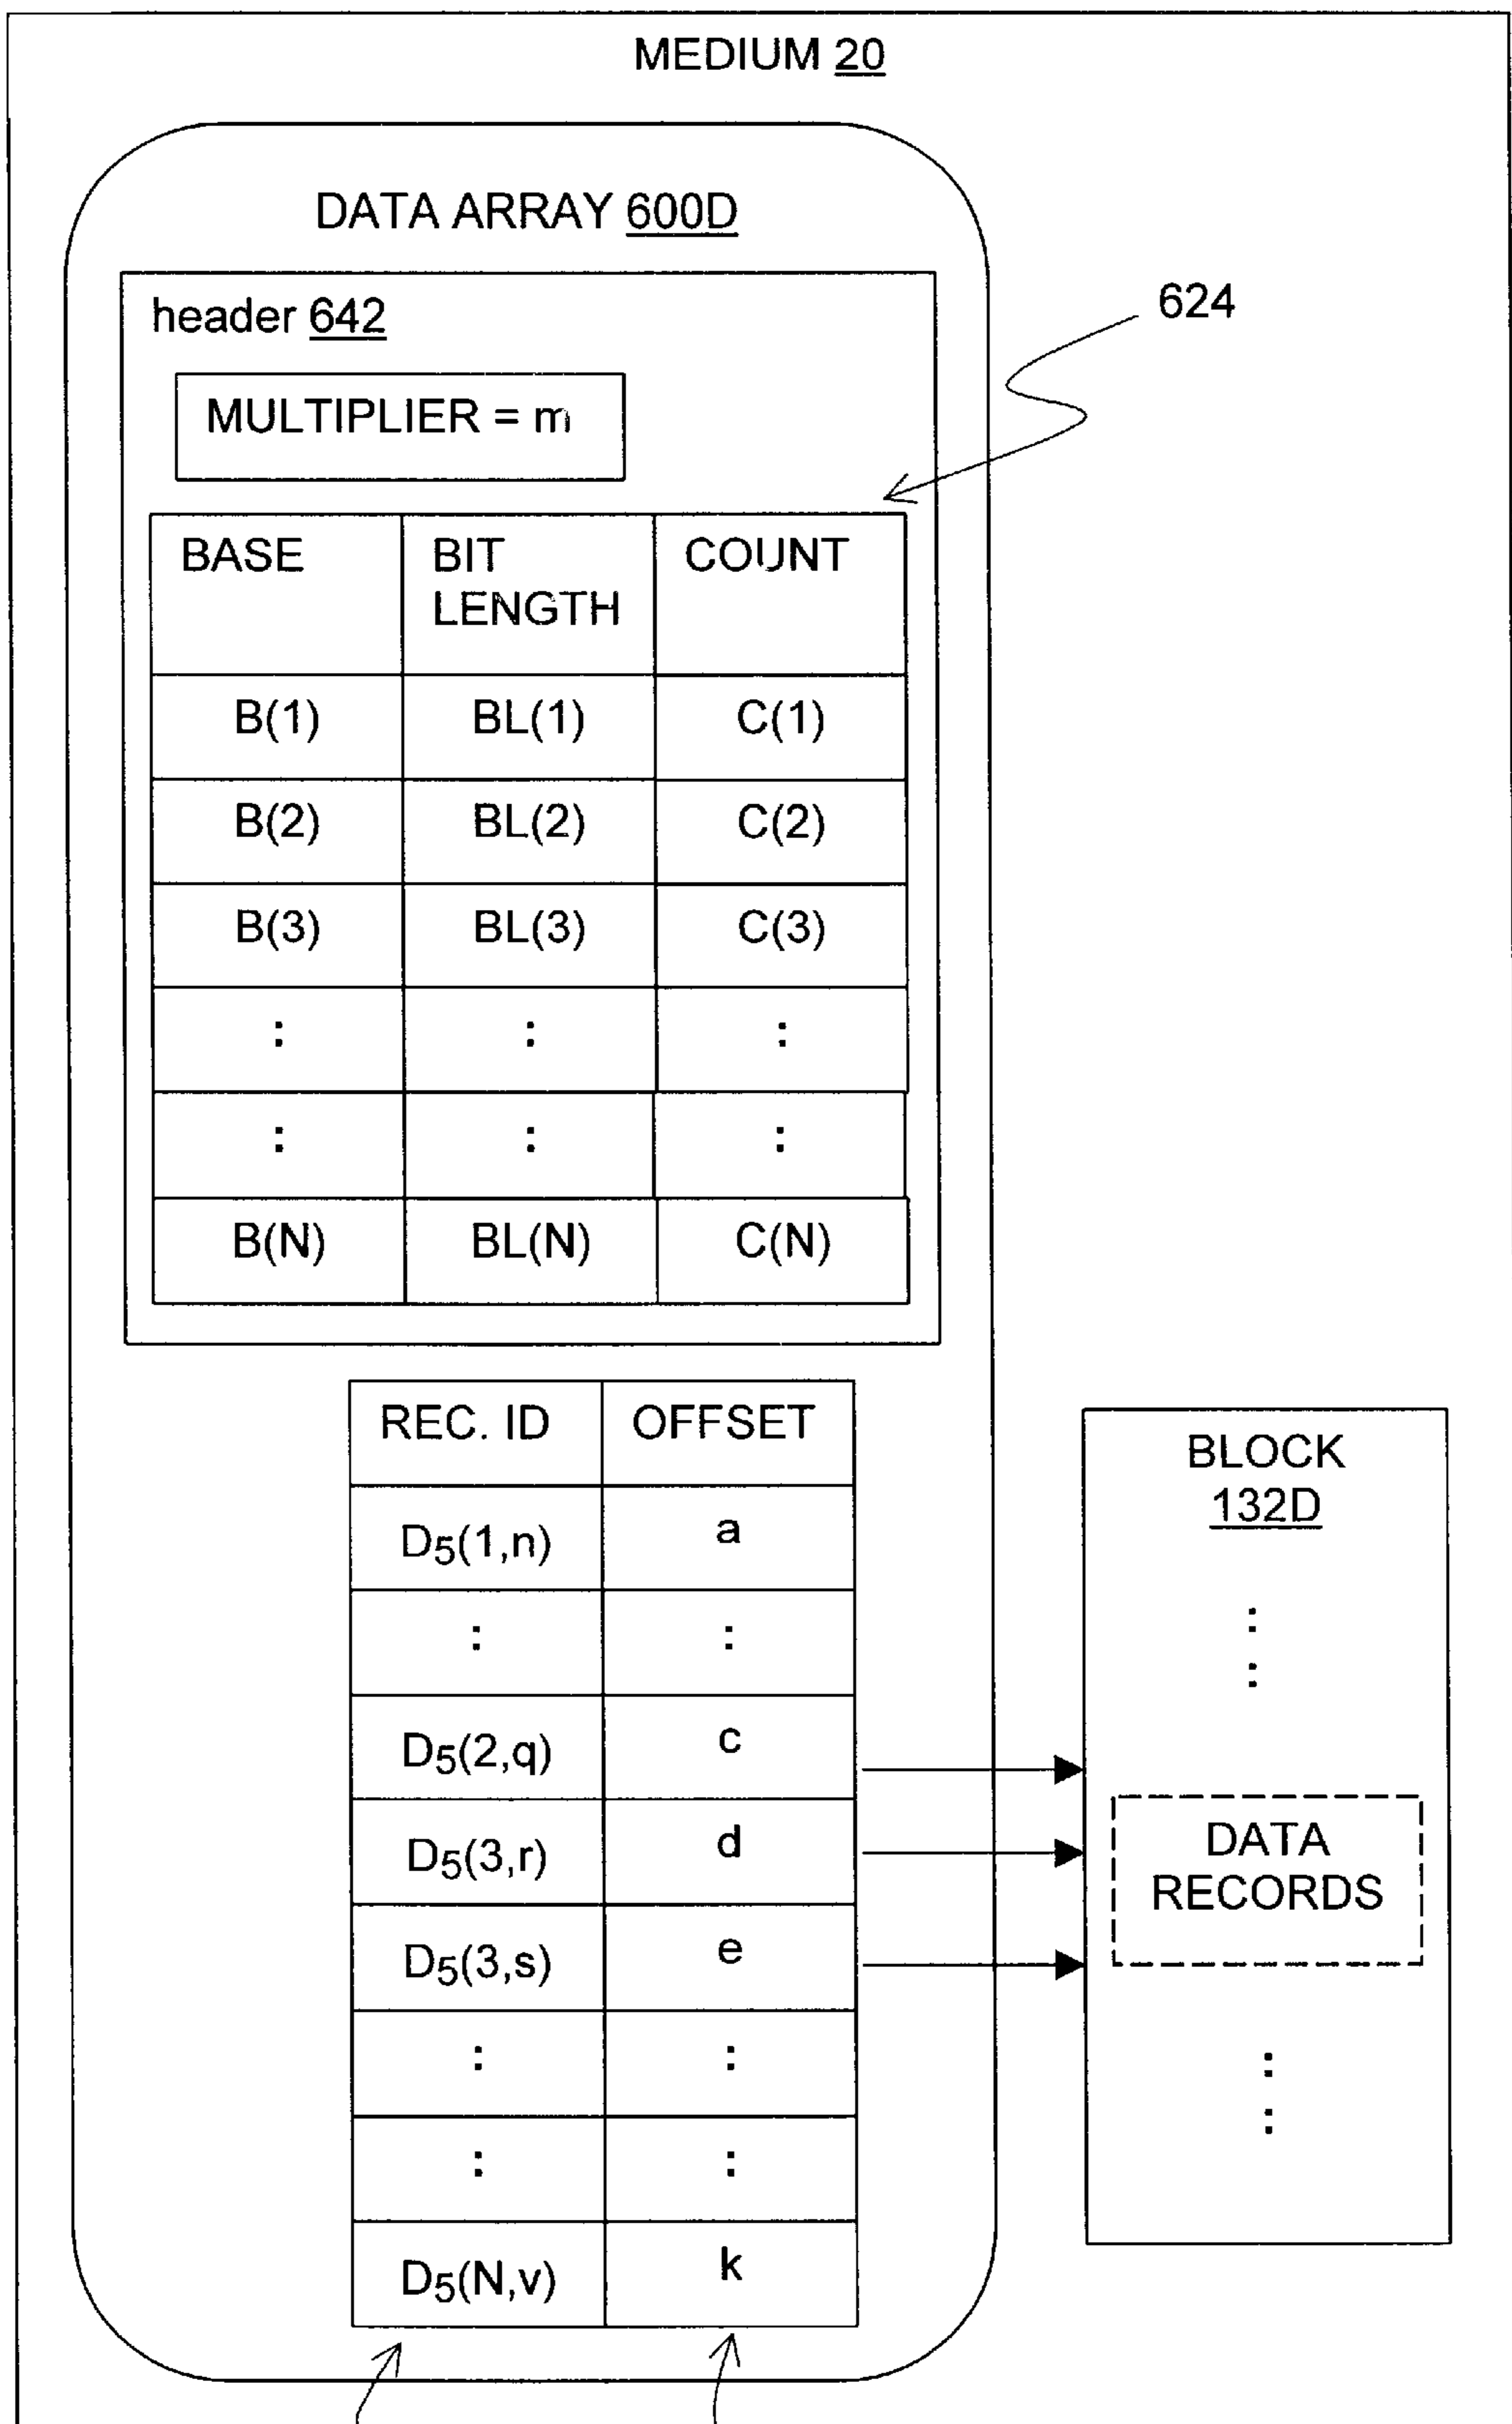 MEDIUM 20
DATA ARRAY 600D
header 642
624
MULTIPLIER = m
BASE BIT LENGTH COUNT
B(1) BL(1) C(1)
B(2) BL(2) C(2)
B(3) BL(3) C(3)
: : :
: : :
B(N) BL(N) C(N)
REC. ID OFFSET
D5(1,n) a
: :
D5(2,q) c
D5(3,r) d
D5(3,s) e
: :
: :
D5(N,v) k
BLOCK
132D
:
:
DATA
RECORDS
:
: